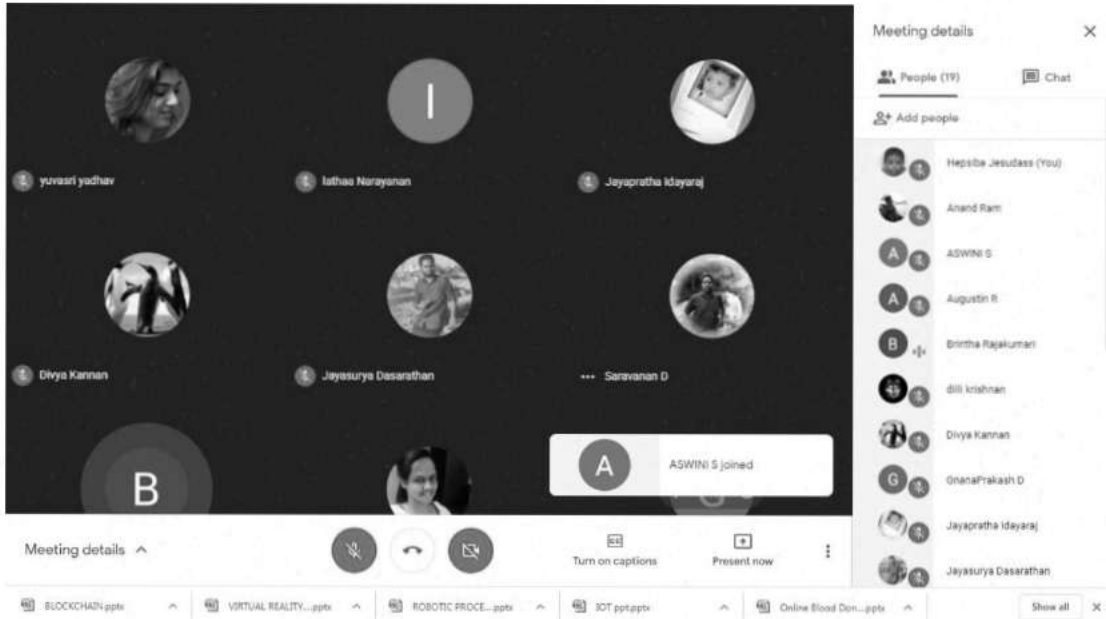 Meeting details
People (19)
Chat
Add people
Hepsiba Jesudass (You)
Anand Ram
A
ASWINI S
A
Augustin R
B
Brintha Rajakumari
dilli krishnan
Divya Kannan
G
GnanaPrakash D
Jayapratha Idayaraj
Jayasurya Dasarathan
I
yuvasri yadhav
lathaa Narayanan
Jayapratha Idayaraj
Divya Kannan
Jayasurya Dasarathan
Saravanan D
B
A
ASWINI S joined
G
Meeting details
CC
Turn on captions
Present now
BLOCKCHAIN.pptx
VIRTUAL REALITY....pptx
ROBOTIC PROCE....pptx
IOT ppt.pptx
Online Blood Don....pptx
Show all